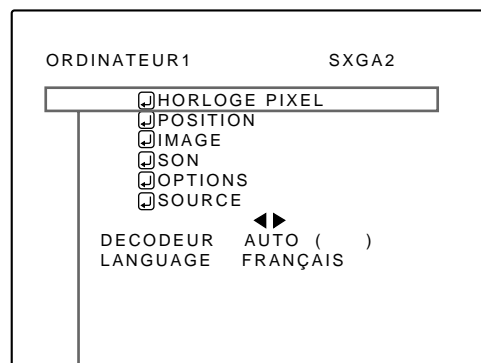 ORDINATEUR1 SXGA2
HORLOGE PIXEL
POSITION
IMAGE
SON
OPTIONS
SOURCE
DECODEUR AUTO ( )
LANGUAGE FRANÇAIS